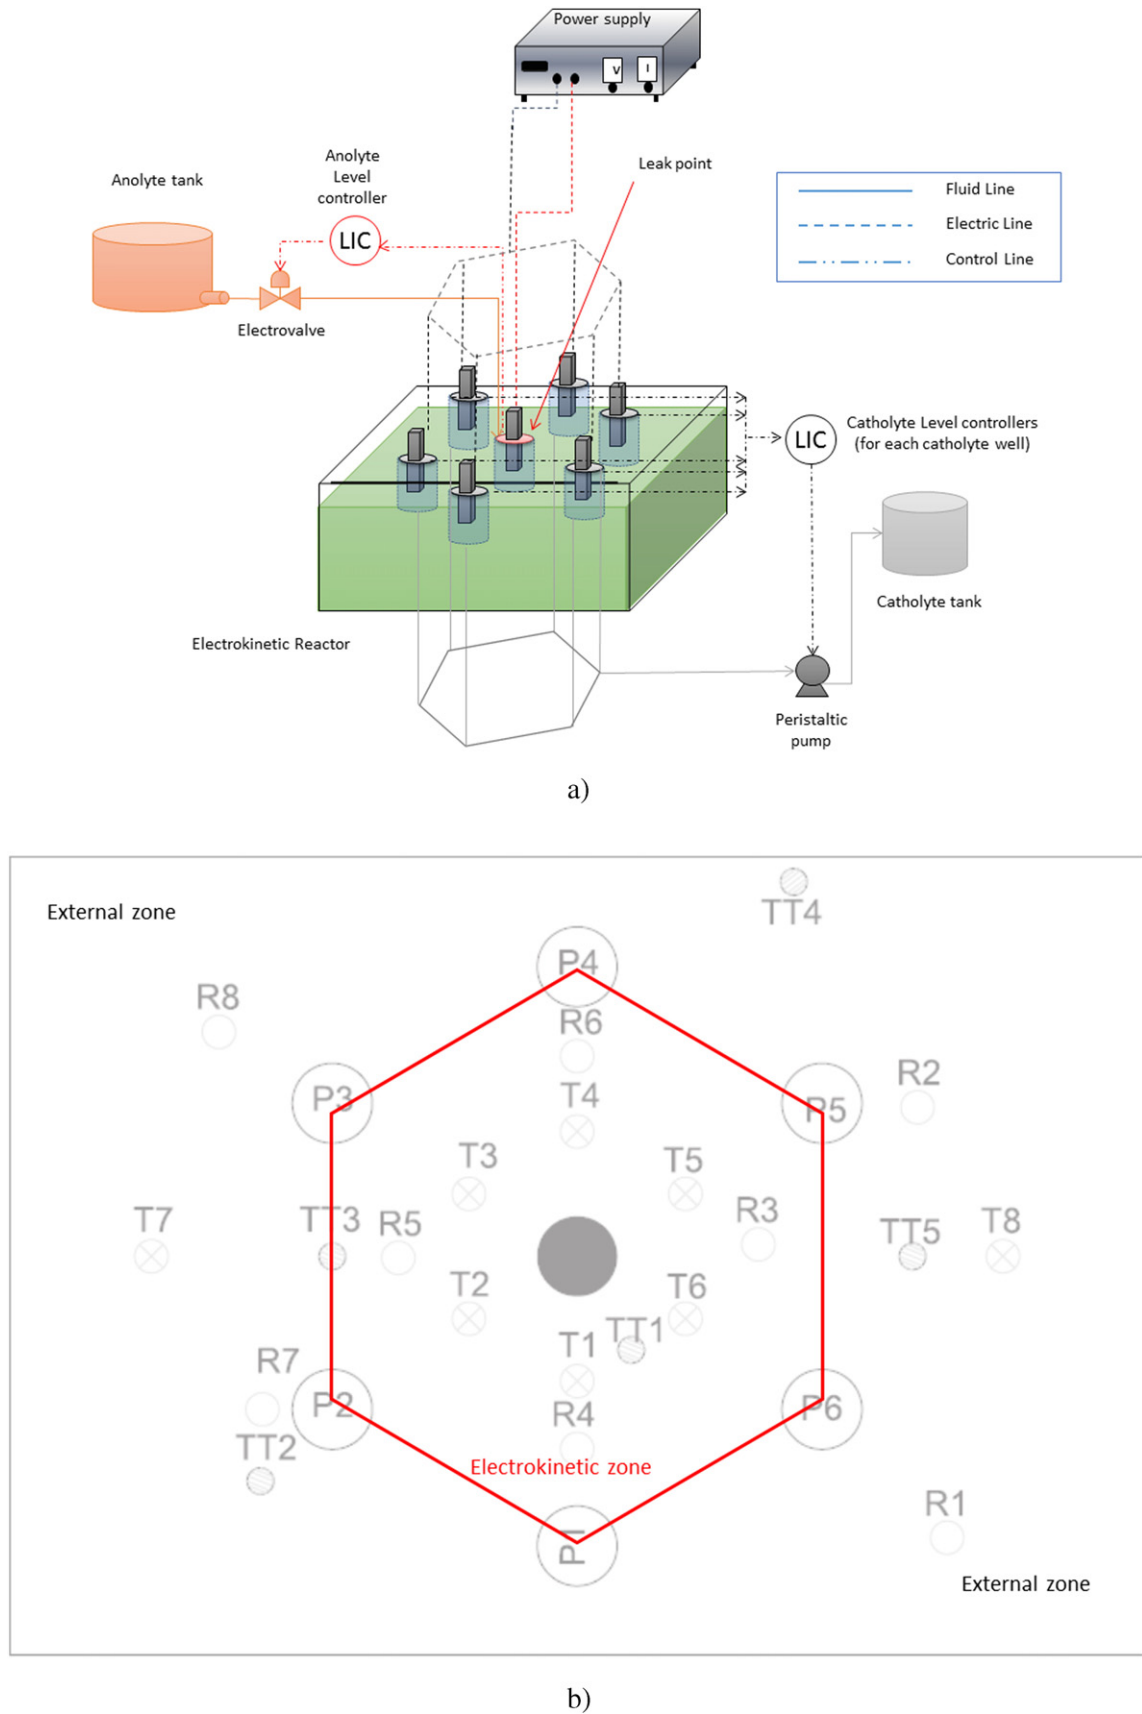 Power supply
V
I
Leak point
Anolyte
Level
controller
Anolyte tank
LIC
Electrovalve
Fluid Line
Electric Line
Control Line
LIC
Catholyte Level controllers
(for each catholyte well)
Catholyte tank
Electrokinetic Reactor
Peristaltic
pump
a)
External zone
TT4
P4
R8
R6
R2
P3
P5
T4
T3
T5
T7
TT3
R5
R3
TT5
T8
T2
T6
TT1
T1
R7
P2
P6
R4
TT2
Electrokinetic zone
R1
P1
External zone
b)